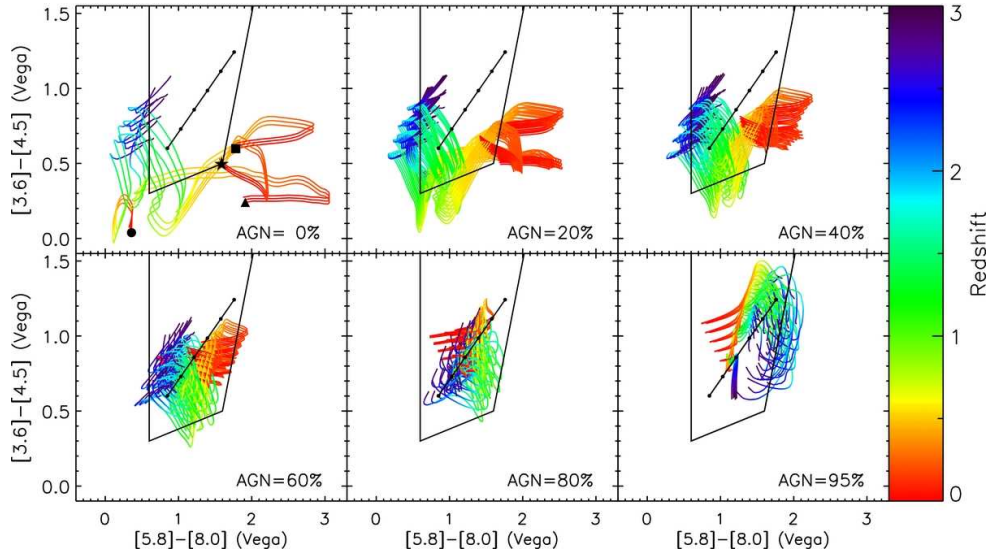 1.5
1.0
0.5
0.0
[3.6]−[4.5] (Vega)
AGN= 0%
AGN=20%
AGN=40%
1.5
1.0
0.5
0.0
[3.6]−[4.5] (Vega)
AGN=60%
AGN=80%
AGN=95%
0 1 2 3
0 1 2 3
0 1 2 3
[5.8]−[8.0] (Vega)
[5.8]−[8.0] (Vega)
[5.8]−[8.0] (Vega)
3
2
1
0
Redshift